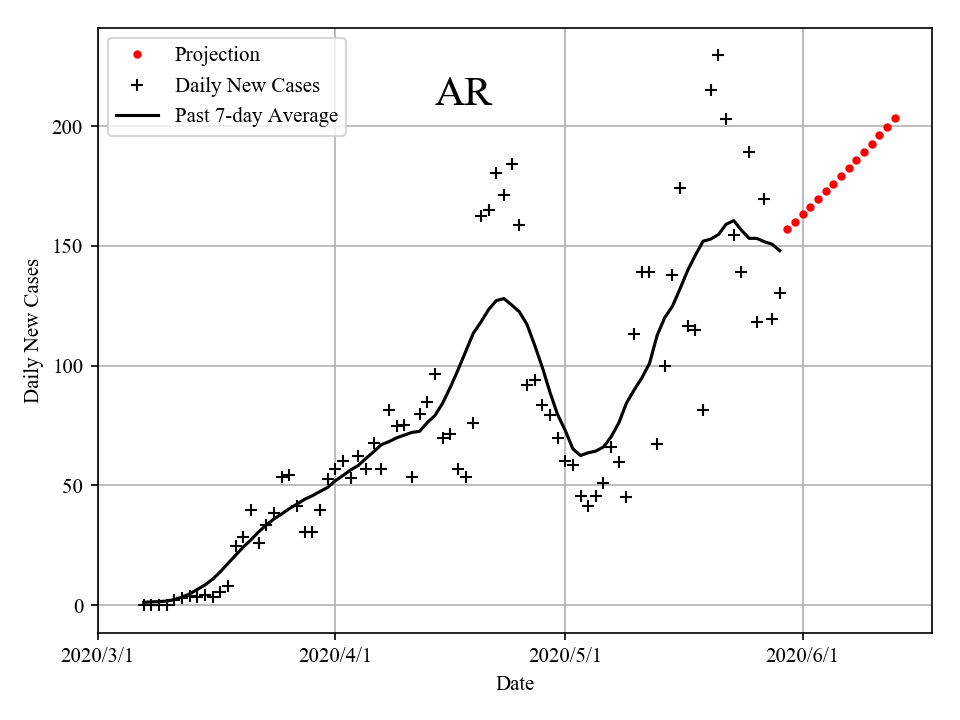 Projection
Daily New Cases
Past 7-day Average
AR
200
150
100
50
0
Daily New Cases
2020/3/1
2020/4/1
2020/5/1
2020/6/1
Date